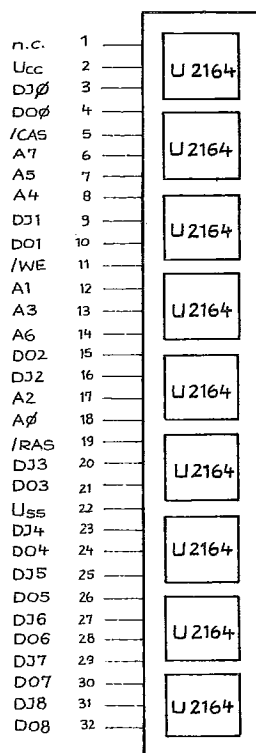 n.c. 1
Ucc 2
DJ0 3
DO0 4
/CAS 5
A7 6
A5 7
A4 8
DJ1 9
DO1 10
/WE 11
A1 12
A3 13
A6 14
DO2 15
DJ2 16
A2 17
A0 18
/RAS 19
DJ3 20
DO3 21
Uss 22
DJ4 23
DO4 24
DJ5 25
DO5 26
DJ6 27
DO6 28
DJ7 29
DO7 30
DJ8 31
DO8 32
U2164
U2164
U2164
U2164
U2164
U2164
U2164
U2164
U2164